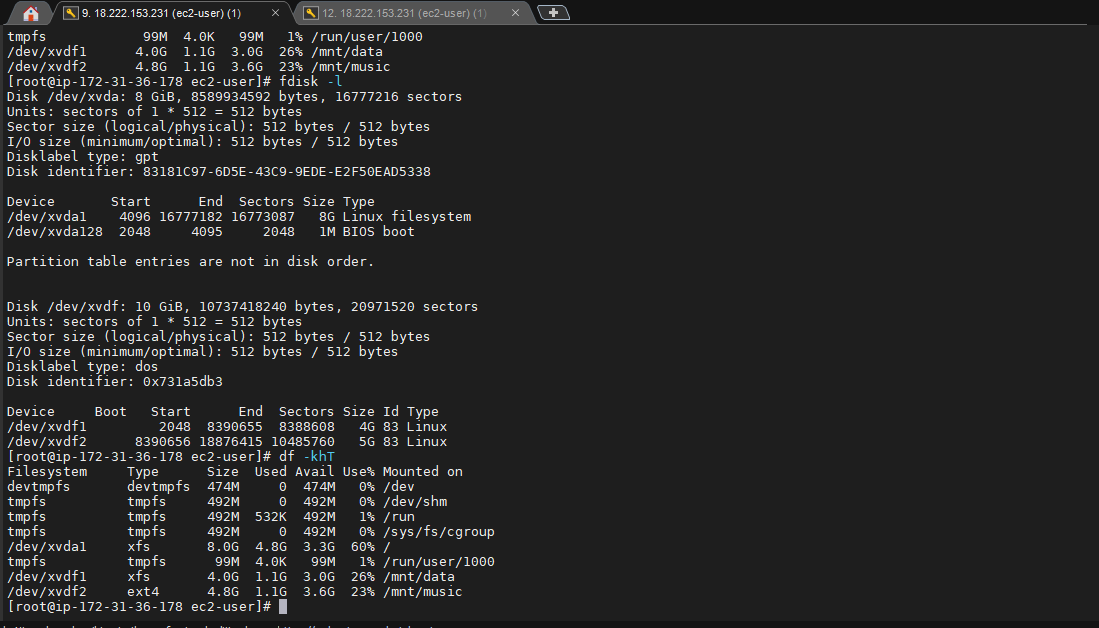 9. 18.222.153.231 (ec2-user) (1)
12. 18.222.153.231 (ec2-user) (1)
tmpfs            99M  4.0K   99M   1% /run/user/1000
/dev/xvdf1      4.0G  1.1G  3.0G  26% /mnt/data
/dev/xvdf2      4.8G  1.1G  3.6G  23% /mnt/music
[root@ip-172-31-36-178 ec2-user]# fdisk -l
Disk /dev/xvda: 8 GiB, 8589934592 bytes, 16777216 sectors
Units: sectors of 1 * 512 = 512 bytes
Sector size (logical/physical): 512 bytes / 512 bytes
I/O size (minimum/optimal): 512 bytes / 512 bytes
Disklabel type: gpt
Disk identifier: 83181C97-6D5E-43C9-9EDE-E2F50EAD5338
Device       Start      End  Sectors Size Type
/dev/xvda1    4096 16777182 16773087   8G Linux filesystem
/dev/xvda128  2048     4095     2048   1M BIOS boot
Partition table entries are not in disk order.
Disk /dev/xvdf: 10 GiB, 10737418240 bytes, 20971520 sectors
Units: sectors of 1 * 512 = 512 bytes
Sector size (logical/physical): 512 bytes / 512 bytes
I/O size (minimum/optimal): 512 bytes / 512 bytes
Disklabel type: dos
Disk identifier: 0x731a5db3
Device     Boot   Start      End  Sectors Size Id Type
/dev/xvdf1         2048  8390655  8388608   4G 83 Linux
/dev/xvdf2      8390656 18876415 10485760   5G 83 Linux
[root@ip-172-31-36-178 ec2-user]# df -khT
Filesystem     Type      Size  Used Avail Use% Mounted on
devtmpfs       devtmpfs  474M     0  474M   0% /dev
tmpfs          tmpfs     492M     0  492M   0% /dev/shm
tmpfs          tmpfs     492M  532K  492M   1% /run
tmpfs          tmpfs     492M     0  492M   0% /sys/fs/cgroup
/dev/xvda1     xfs       8.0G  4.8G  3.3G  60% /
tmpfs          tmpfs      99M  4.0K   99M   1% /run/user/1000
/dev/xvdf1     xfs       4.0G  1.1G  3.0G  26% /mnt/data
/dev/xvdf2     ext4      4.8G  1.1G  3.6G  23% /mnt/music
[root@ip-172-31-36-178 ec2-user]#